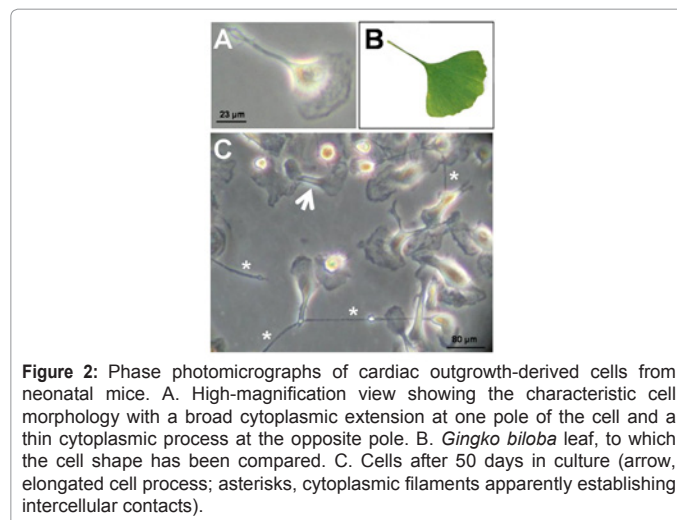 A
B
23 µm
C
*
*
*
*
80 µm
Figure 2: Phase photomicrographs of cardiac outgrowth-derived cells from
neonatal mice. A. High-magnification view showing the characteristic cell
morphology with a broad cytoplasmic extension at one pole of the cell and a
thin cytoplasmic process at the opposite pole. B. Gingko biloba leaf, to which
the cell shape has been compared. C. Cells after 50 days in culture (arrow,
elongated cell process; asterisks, cytoplasmic filaments apparently establishing
intercellular contacts).